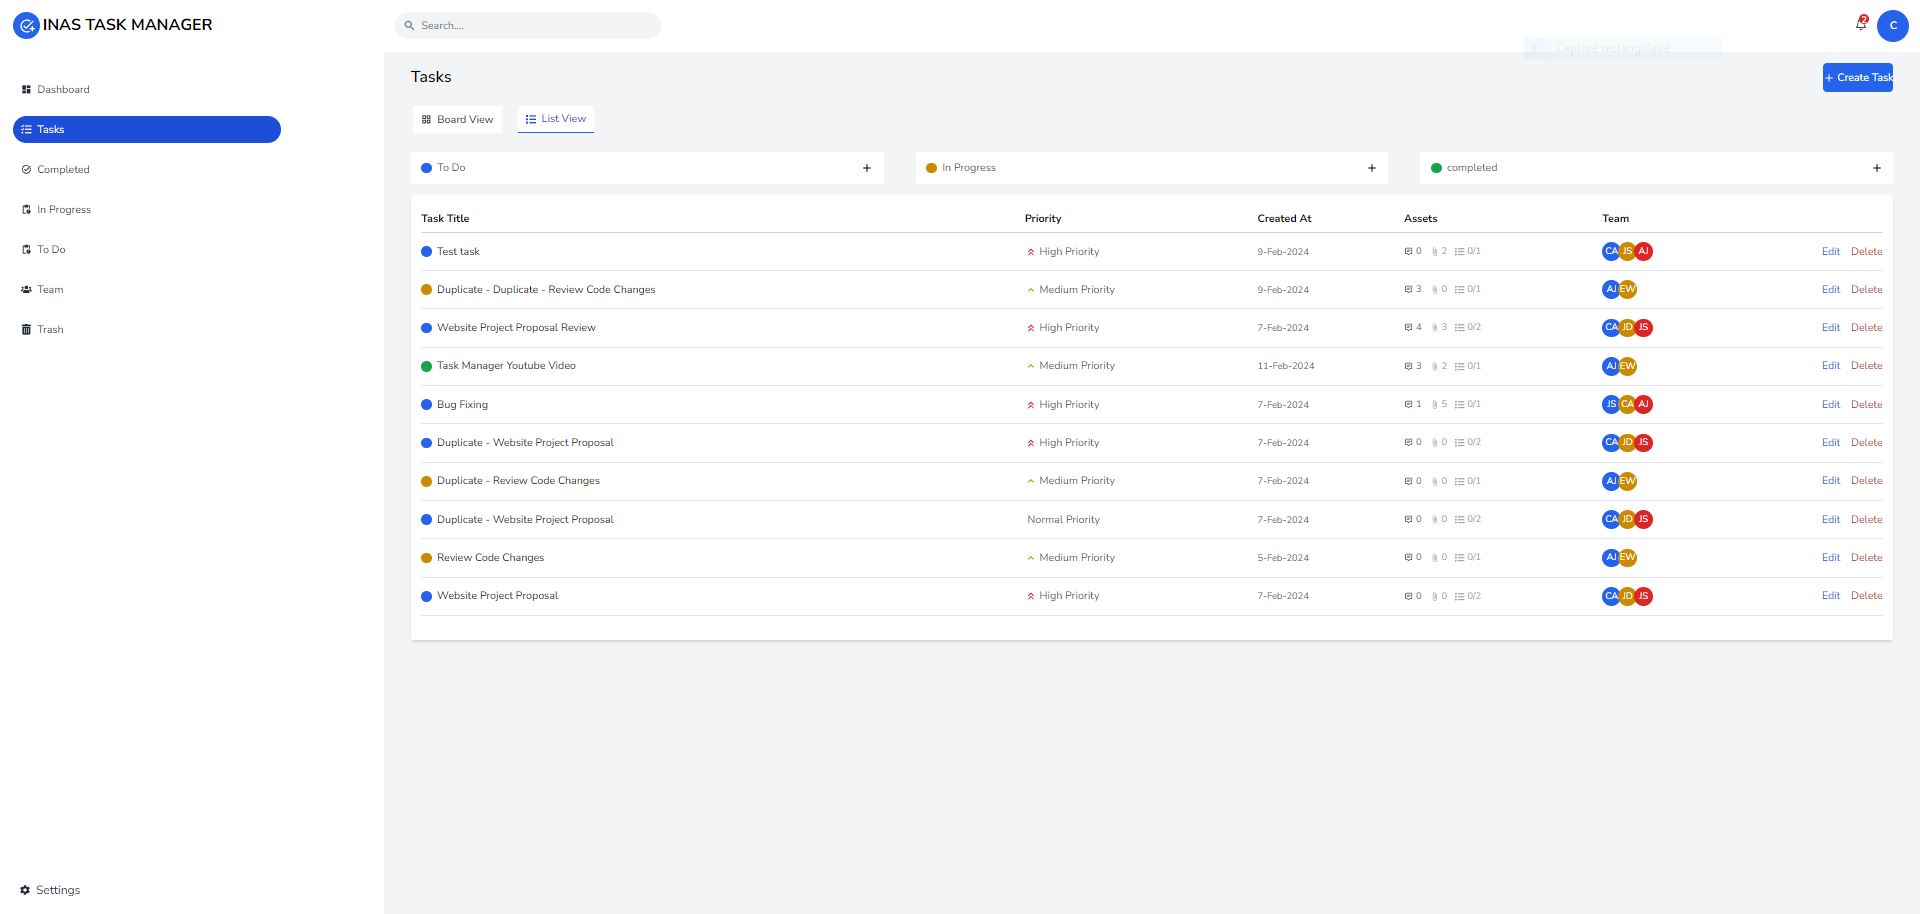 INAS TASK MANAGER
Search....
2
C
Capture rectangulaire
Dashboard
Tasks
Completed
In Progress
To Do
Team
Trash
Settings
Tasks
+ Create Task
Board View
List View
To Do +
In Progress +
completed +
Task Title Priority Created At Assets Team
Test task High Priority 9-Feb-2024 0 2 0/1 CA JS AJ Edit Delete
Duplicate - Duplicate - Review Code Changes Medium Priority 9-Feb-2024 3 0 0/1 AJ EW Edit Delete
Website Project Proposal Review High Priority 7-Feb-2024 4 3 0/2 CA JD JS Edit Delete
Task Manager Youtube Video Medium Priority 11-Feb-2024 3 2 0/1 AJ EW Edit Delete
Bug Fixing High Priority 7-Feb-2024 1 5 0/1 JS CA AJ Edit Delete
Duplicate - Website Project Proposal High Priority 7-Feb-2024 0 0 0/2 CA JD JS Edit Delete
Duplicate - Review Code Changes Medium Priority 7-Feb-2024 0 0 0/1 AJ EW Edit Delete
Duplicate - Website Project Proposal Normal Priority 7-Feb-2024 0 0 0/2 CA JD JS Edit Delete
Review Code Changes Medium Priority 5-Feb-2024 0 0 0/1 AJ EW Edit Delete
Website Project Proposal High Priority 7-Feb-2024 0 0 0/2 CA JD JS Edit Delete